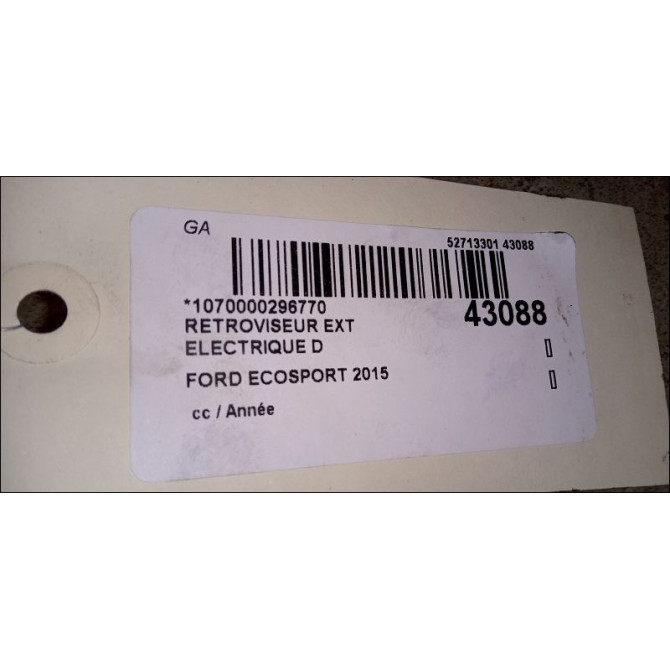 GA
52713301 43088
*1070000296770
43088
RETROVISEUR EXT
ELECTRIQUE D
FORD ECOSPORT 2015
cc / Année